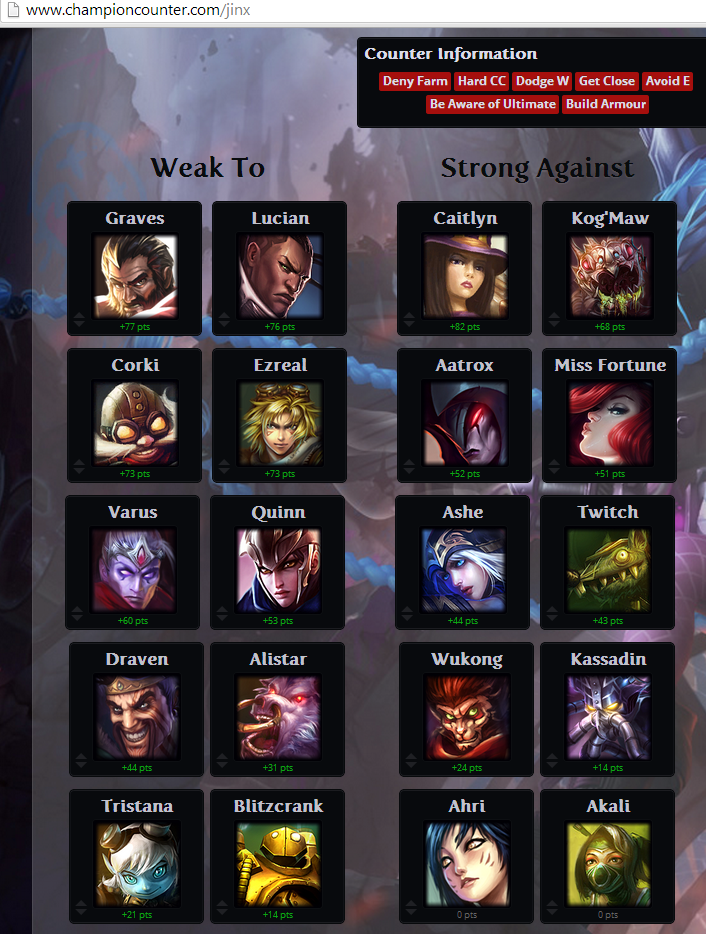 www.championcounter.com/jinx
Counter Information
Deny Farm Hard CC Dodge W Get Close Avoid E
Be Aware of Ultimate Build Armour
Weak To Strong Against
Graves Lucian Caitlyn Kog'Maw
+77 pts +76 pts +82 pts +68 pts
Corki Ezreal Aatrox Miss Fortune
+73 pts +73 pts +52 pts +51 pts
Varus Quinn Ashe Twitch
+60 pts +53 pts +44 pts +43 pts
Draven Alistar Wukong Kassadin
+44 pts +31 pts +24 pts +14 pts
Tristana Blitzcrank Ahri Akali
+21 pts +14 pts 0 pts 0 pts